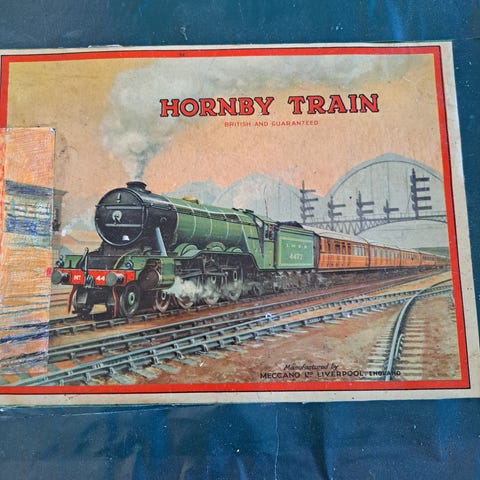 HORNBY TRAIN
BRITISH AND GUARANTEED
L.N.E.R
4472
Nº 44
Manufactured by
MECCANO LTD LIVERPOOL, ENGLAND